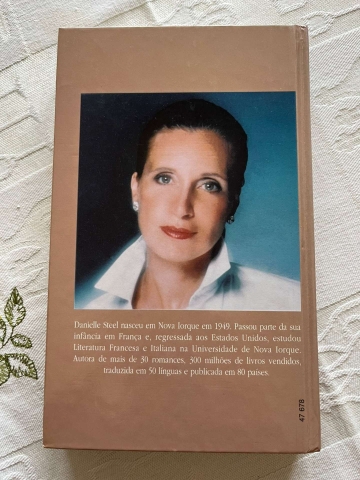 Danielle Steel nasceu em Nova Iorque em 1949. Passou parte da sua
infância em França e, regressada aos Estados Unidos, estudou
Literatura Francesa e Italiana na Universidade de Nova Iorque.
Autora de mais de 30 romances, 300 milhões de livros vendidos,
traduzida em 50 línguas e publicada em 80 países.
47 678